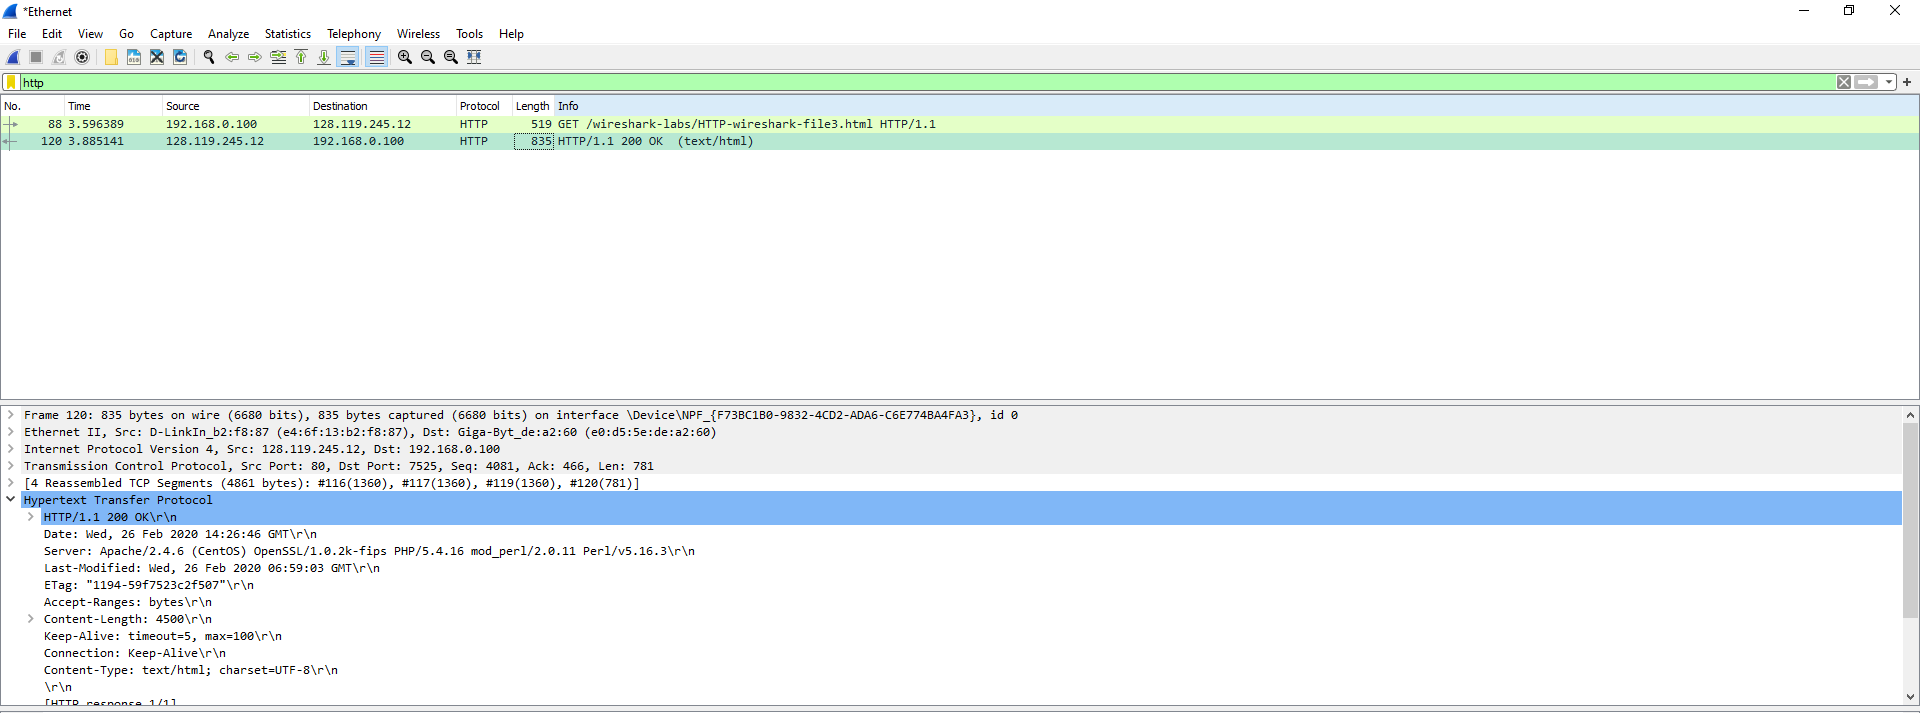 *Ethernet
File Edit View Go Capture Analyze Statistics Telephony Wireless Tools Help
http
No. Time Source Destination Protocol Length Info
88 3.596389 192.168.0.100 128.119.245.12 HTTP 519 GET /wireshark-labs/HTTP-wireshark-file3.html HTTP/1.1
120 3.885141 128.119.245.12 192.168.0.100 HTTP 835 HTTP/1.1 200 OK (text/html)
Frame 120: 835 bytes on wire (6680 bits), 835 bytes captured (6680 bits) on interface \Device\NPF_{F73BC1B0-9832-4CD2-ADA6-C6E774BA4FA3}, id 0
Ethernet II, Src: D-LinkIn_b2:f8:87 (e4:6f:13:b2:f8:87), Dst: Giga-Byt_de:a2:60 (e0:d5:5e:de:a2:60)
Internet Protocol Version 4, Src: 128.119.245.12, Dst: 192.168.0.100
Transmission Control Protocol, Src Port: 80, Dst Port: 7525, Seq: 4081, Ack: 466, Len: 781
[4 Reassembled TCP Segments (4861 bytes): #116(1360), #117(1360), #119(1360), #120(781)]
Hypertext Transfer Protocol
HTTP/1.1 200 OK\r\n
Date: Wed, 26 Feb 2020 14:26:46 GMT\r\n
Server: Apache/2.4.6 (CentOS) OpenSSL/1.0.2k-fips PHP/5.4.16 mod_perl/2.0.11 Perl/v5.16.3\r\n
Last-Modified: Wed, 26 Feb 2020 06:59:03 GMT\r\n
ETag: "1194-59f7523c2f507"\r\n
Accept-Ranges: bytes\r\n
Content-Length: 4500\r\n
Keep-Alive: timeout=5, max=100\r\n
Connection: Keep-Alive\r\n
Content-Type: text/html; charset=UTF-8\r\n
\r\n
[HTTP response 1/1]